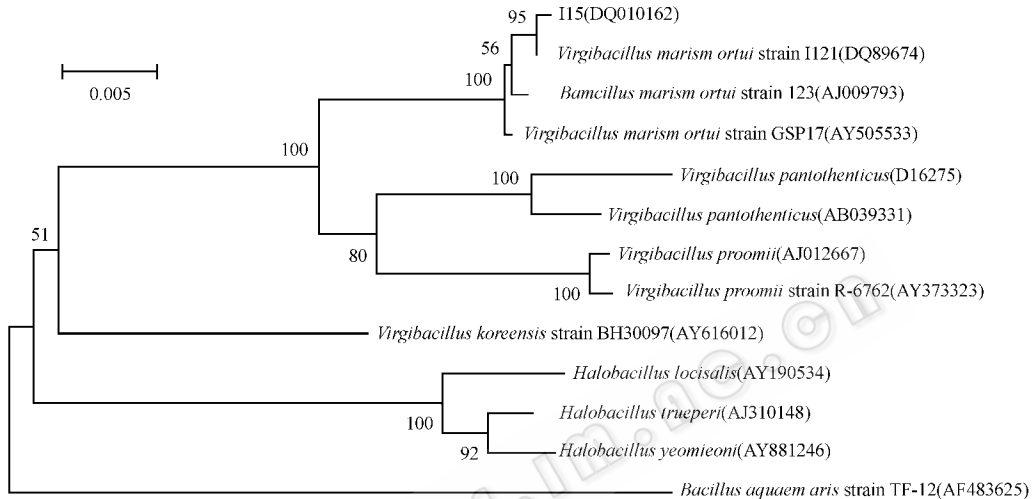 95
I15(DQ010162)
56
Virgibacillus marism ortui strain I121(DQ89674)
100
Bamcillus marism ortui strain 123(AJ009793)
0.005
Virgibacillus marism ortui strain GSP17(AY505533)
100
100
Virgibacillus pantothenticus(D16275)
Virgibacillus pantothenticus(AB039331)
51
80
Virgibacillus proomii(AJ012667)
100
Virgibacillus proomii strain R-6762(AY373323)
Virgibacillus koreensis strain BH30097(AY616012)
Halobacillus locisalis(AY190534)
100
Halobacillus trueperi(AJ310148)
92
Halobacillus yeomieoni(AY881246)
Bacillus aquaem aris strain TF-12(AF483625)